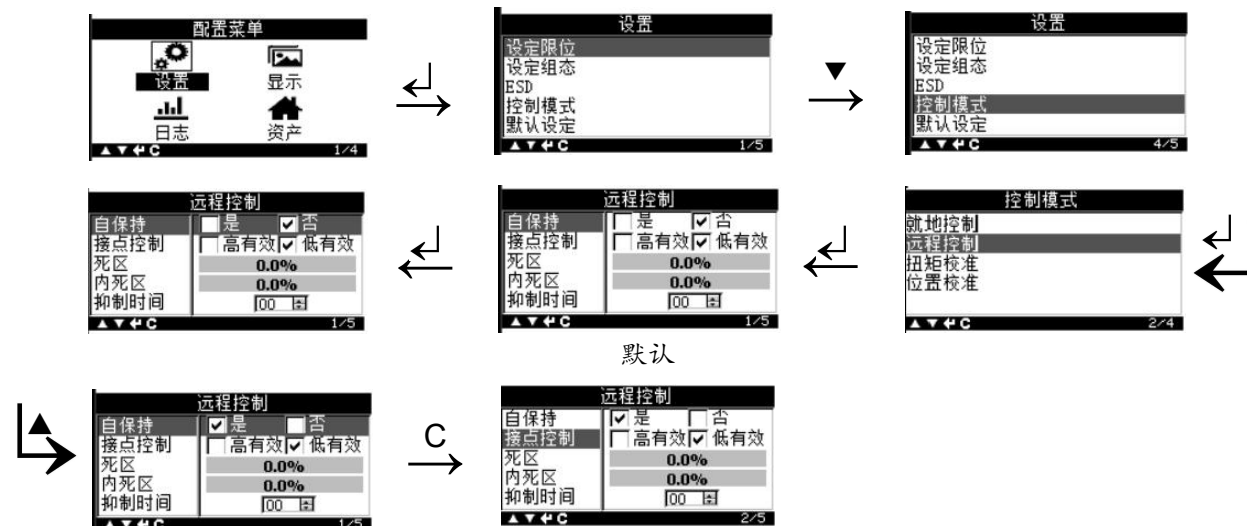 配置菜单
设置
显示
日志
资产
▲▼↵C 1/4
↵
设置
设定限位
设定组态
ESD
控制模式
默认设定
▲▼↵C 1/5
▼
设置
设定限位
设定组态
ESD
控制模式
默认设定
▲▼↵C 4/5
↵
控制模式
就地控制
远程控制
扭矩校准
位置校准
▲▼↵C 2/4
↵
远程控制
自保持 是 否
接点控制 高有效 低有效
死区 0.0%
内死区 0.0%
抑制时间 00
▲▼↵C 1/5
默认
↵
远程控制
自保持 是 否
接点控制 高有效 低有效
死区 0.0%
内死区 0.0%
抑制时间 00
▲▼↵C 1/5
▲
远程控制
自保持 是 否
接点控制 高有效 低有效
死区 0.0%
内死区 0.0%
抑制时间 00
▲▼↵C 1/5
C
远程控制
自保持 是 否
接点控制 高有效 低有效
死区 0.0%
内死区 0.0%
抑制时间 00
▲▼↵C 2/5